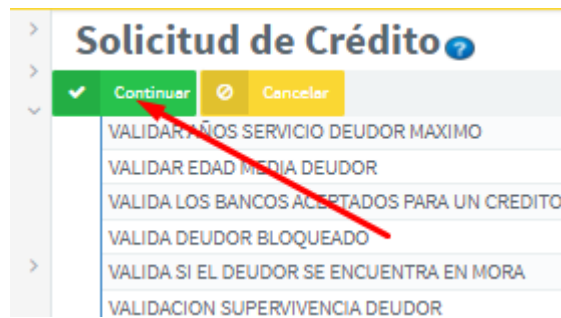 Solicitud de Crédito
Continuar Cancelar
VALIDAR AÑOS SERVICIO DEUDOR MAXIMO
VALIDAR EDAD MEDIA DEUDOR
VALIDA LOS BANCOS ACEPTADOS PARA UN CREDITO
VALIDA DEUDOR BLOQUEADO
VALIDA SI EL DEUDOR SE ENCUENTRA EN MORA
VALIDACION SUPERVIVENCIA DEUDOR